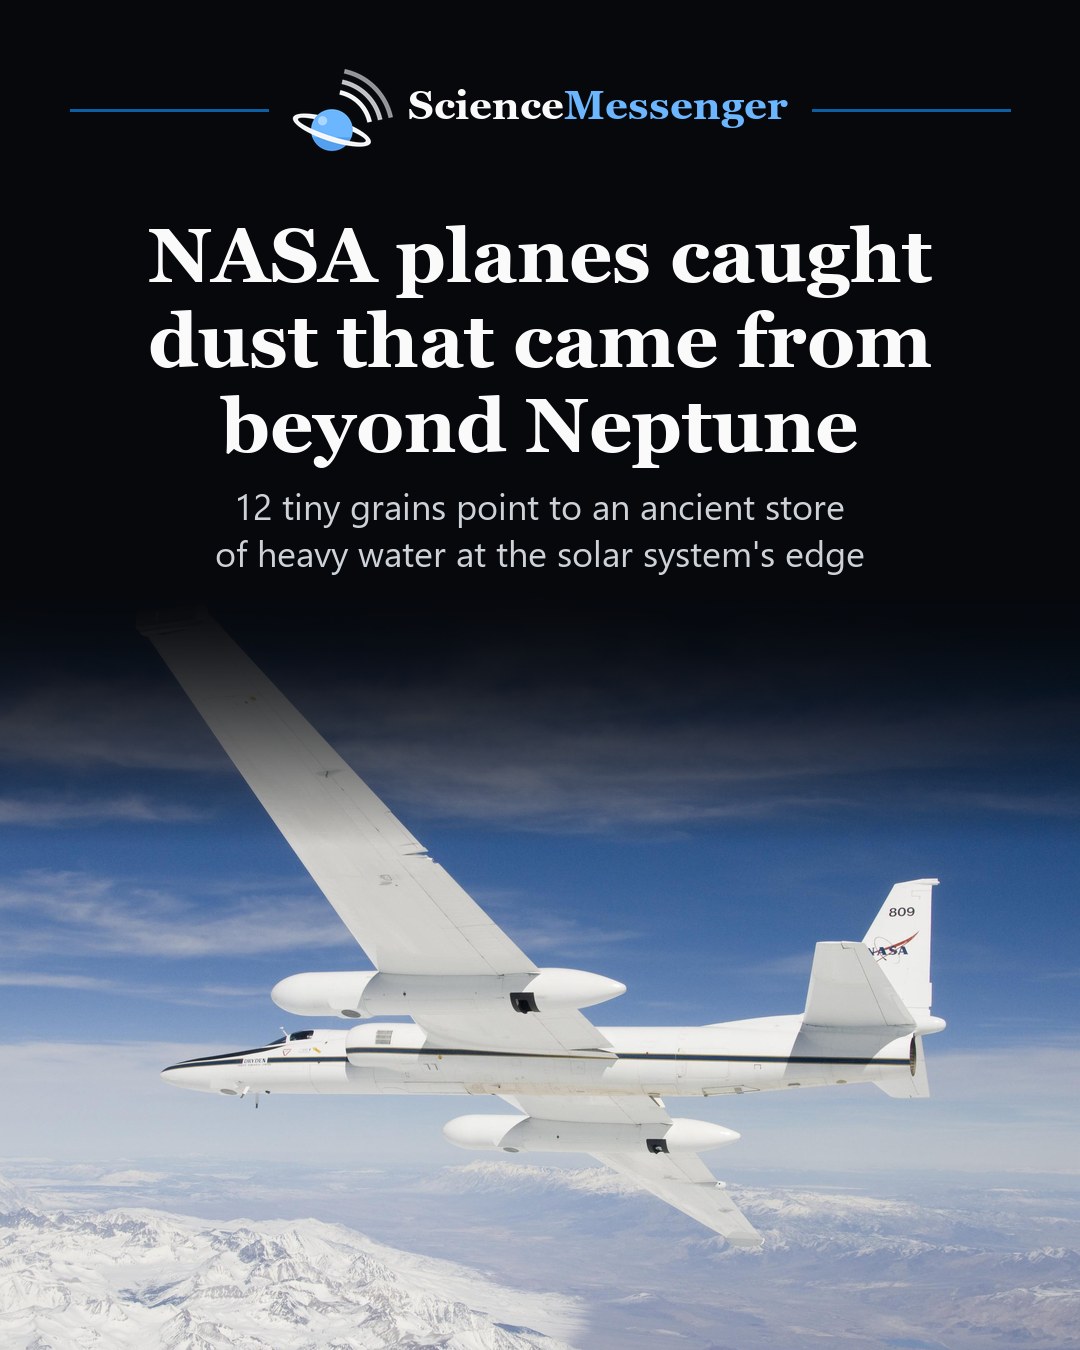 ScienceMessenger
NASA planes caught
dust that came from
beyond Neptune
12 tiny grains point to an ancient store
of heavy water at the solar system's edge
809
NASA
DRYDEN